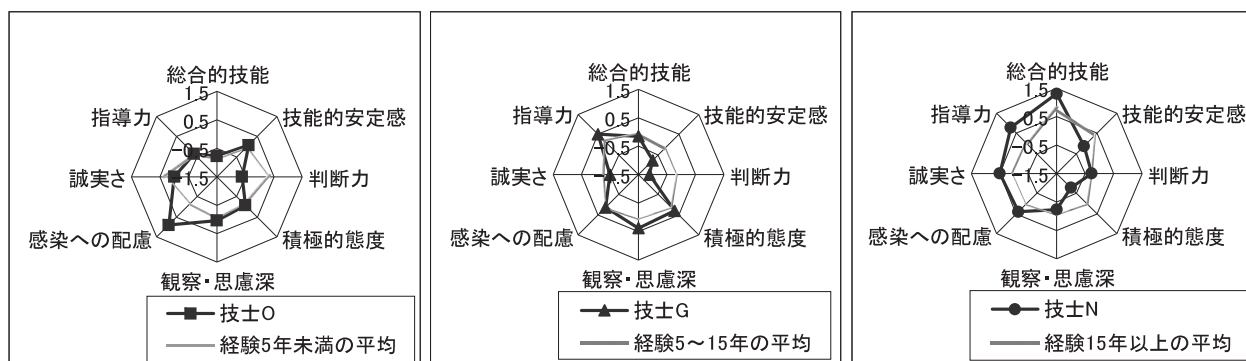 総合的技能
1.5
0.5
-0.5
-1.5
技能的安定感
判断力
積極的態度
観察・思慮深
感染への配慮
誠実さ
指導力
技士O
経験5年未満の平均
総合的技能
1.5
0.5
-0.5
-1.5
技能的安定感
判断力
積極的態度
観察・思慮深
感染への配慮
誠実さ
指導力
技士G
経験5～15年の平均
総合的技能
1.5
0.5
-0.5
-1.5
技能的安定感
判断力
積極的態度
観察・思慮深
感染への配慮
誠実さ
指導力
技士N
経験15年以上の平均